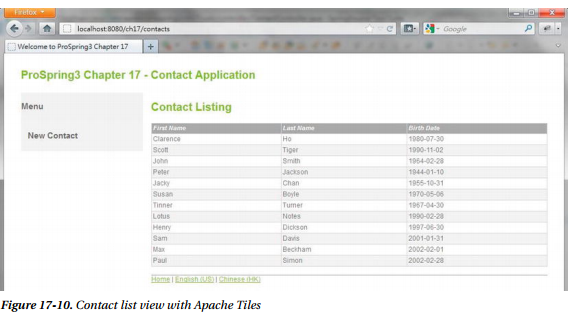 Firefox
localhost:8080/ch17/contacts
Google
Welcome to ProSpring3 Chapter 17
+
ProSpring3 Chapter 17 - Contact Application
Menu
New Contact
Contact Listing
First Name Last Name Birth Date
Clarence Ho 1980-07-30
Scott Tiger 1990-11-02
John Smith 1964-02-28
Peter Jackson 1944-01-10
Jacky Chan 1955-10-31
Susan Boyle 1970-05-06
Tinner Turner 1967-04-30
Lotus Notes 1990-02-28
Henry Dickson 1997-06-30
Sam Davis 2001-01-31
Max Beckham 2002-02-01
Paul Simon 2002-02-28
Home | English (US) | Chinese (HK)
Figure 17-10. Contact list view with Apache Tiles